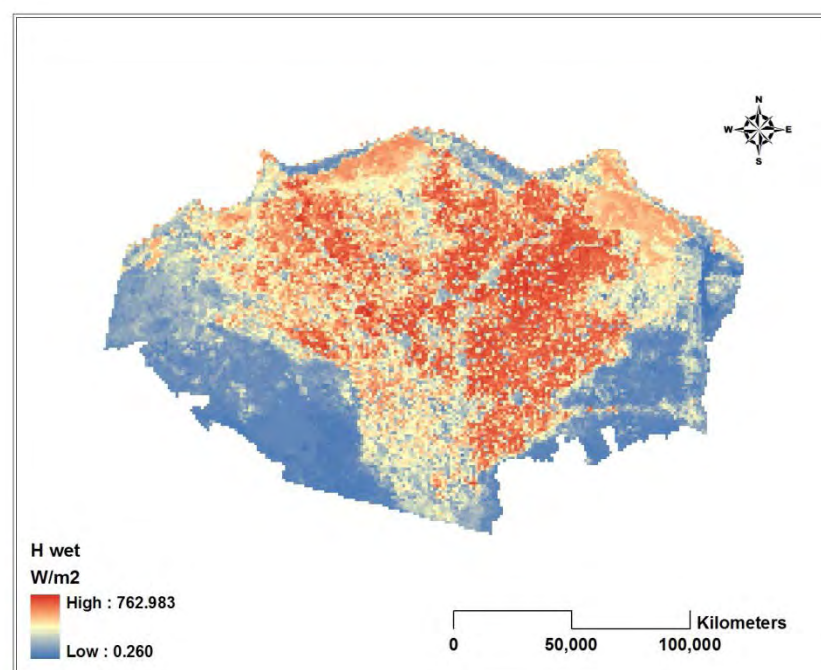 N
W E
S
H wet
W/m2
High : 762.983
Low : 0.260
Kilometers
0 50,000 100,000